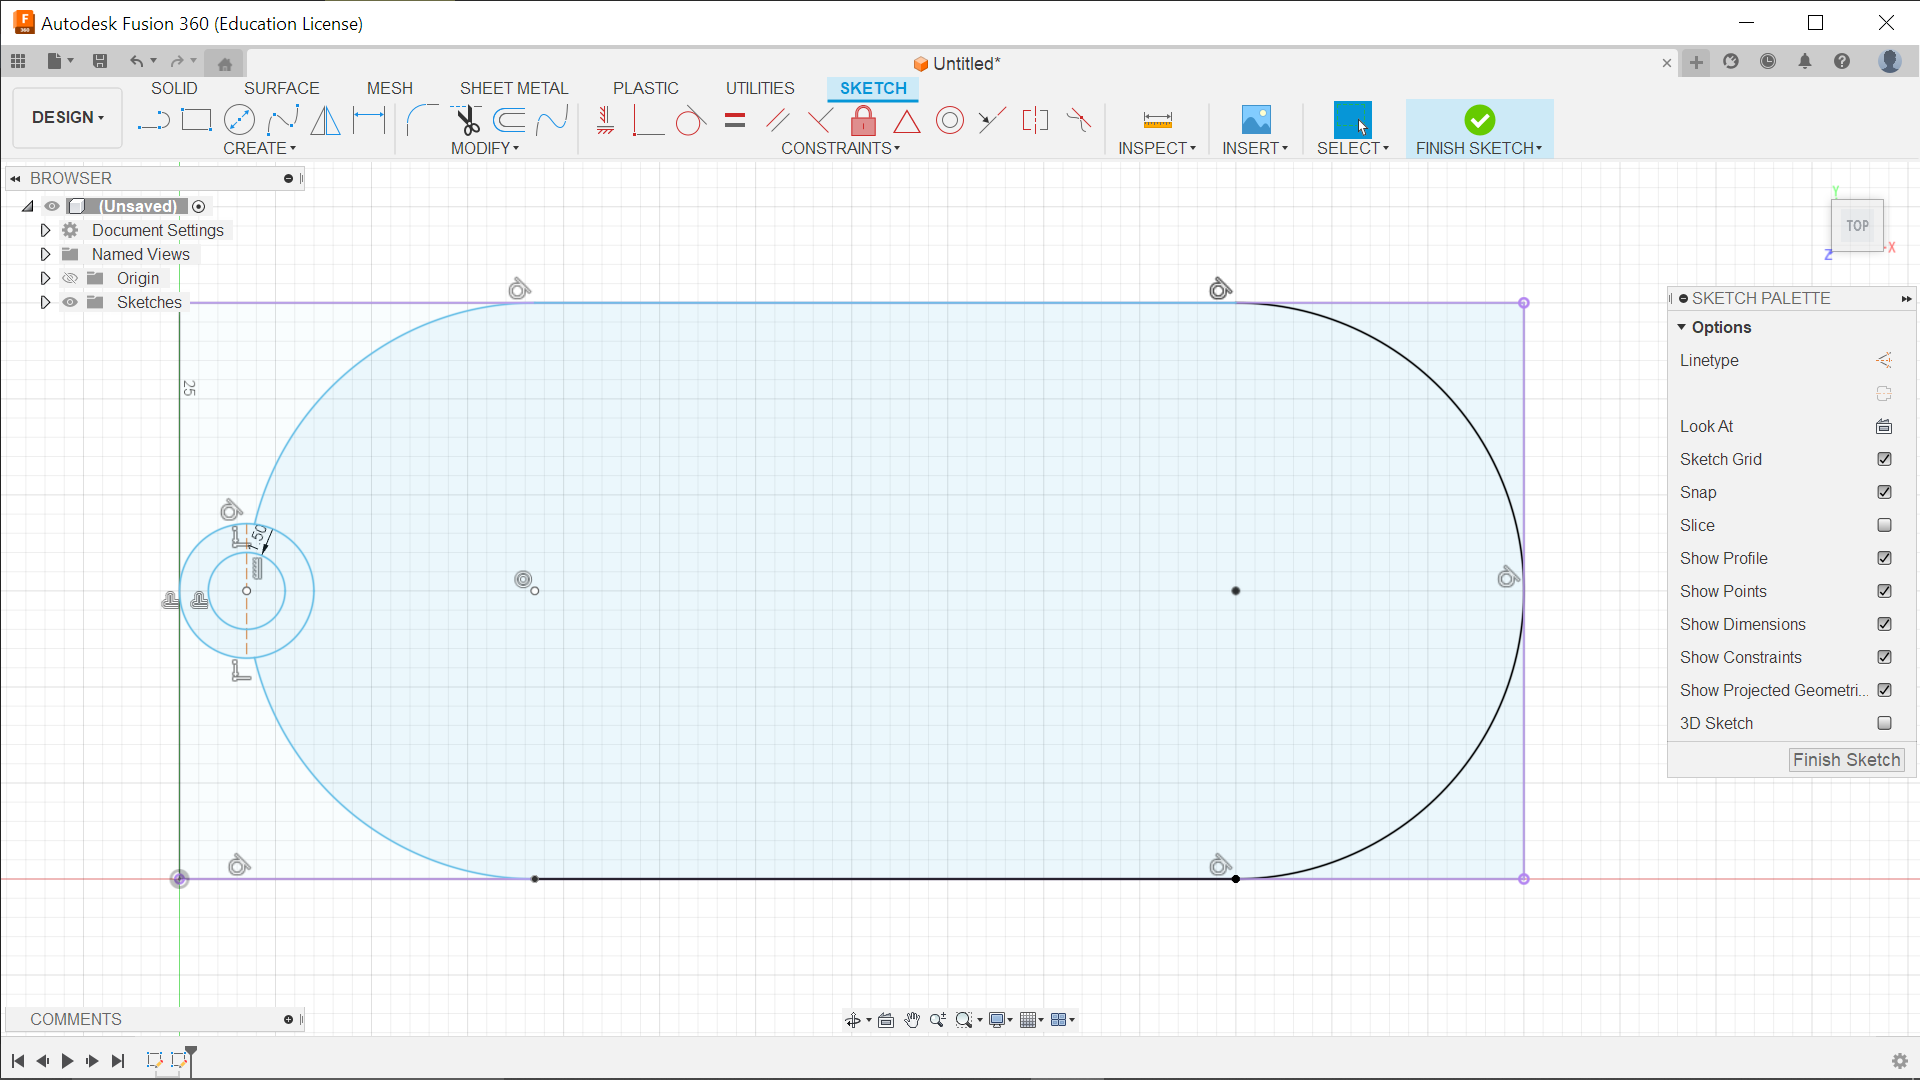 Autodesk Fusion 360 (Education License)
Untitled*
SOLID SURFACE MESH SHEET METAL PLASTIC UTILITIES SKETCH
DESIGN
CREATE MODIFY CONSTRAINTS INSPECT INSERT SELECT FINISH SKETCH
BROWSER
(Unsaved)
Document Settings
Named Views
Origin
Sketches
Y
TOP
X
Z
SKETCH PALETTE
Options
Linetype
Look At
Sketch Grid
Snap
Slice
Show Profile
Show Points
Show Dimensions
Show Constraints
Show Projected Geometri...
3D Sketch
Finish Sketch
25
COMMENTS